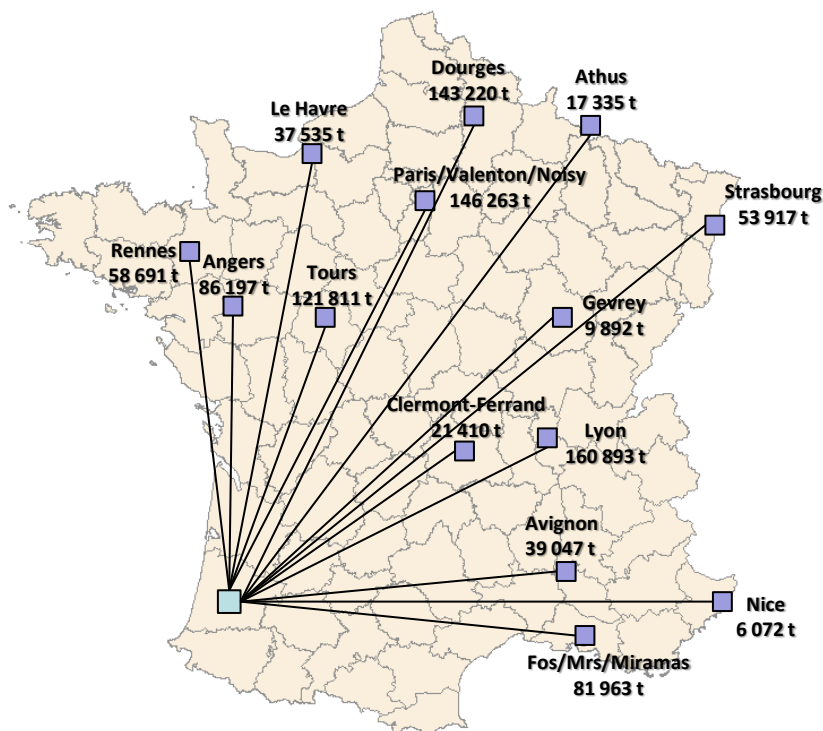 Dourges
143 220 t
Athus
17 335 t
Le Havre
37 535 t
Paris/Valenton/Noisy
146 263 t
Strasbourg
53 917 t
Rennes
58 691 t
Angers
86 197 t
Tours
121 811 t
Gevrey
9 892 t
Clermont-Ferrand
21 410 t
Lyon
160 893 t
Avignon
39 047 t
Nice
6 072 t
Fos/Mrs/Miramas
81 963 t